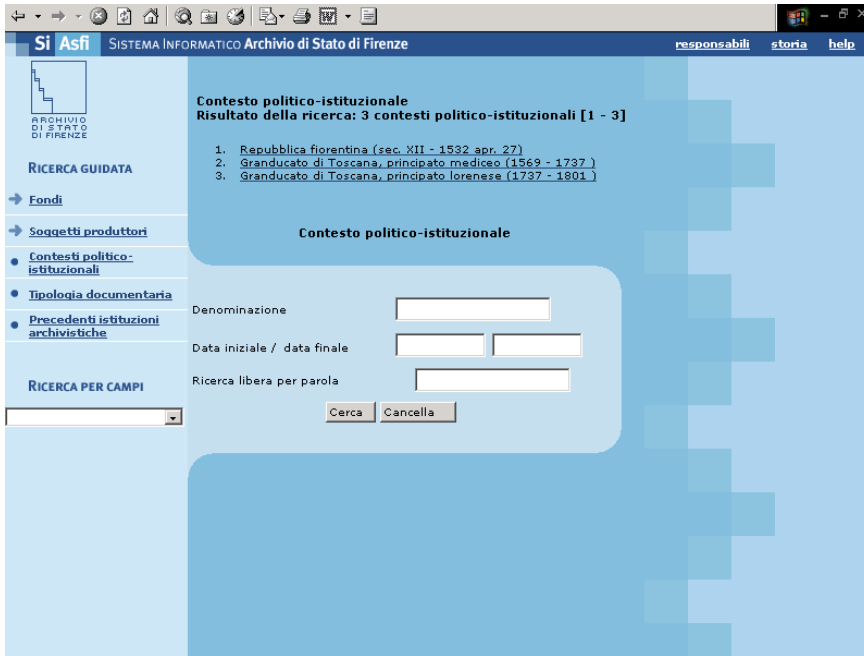 Si Asfi SISTEMA INFORMATICO Archivio di Stato di Firenze
responsabili storia help
ARCHIVIO
DI STATO
DI FIRENZE
RICERCA GUIDATA
Fondi
Soggetti produttori
Contesti politico-
istituzionali
Tipologia documentaria
Precedenti istituzioni
archivistiche
RICERCA PER CAMPI
Contesto politico-istituzionale
Risultato della ricerca: 3 contesti politico-istituzionali [1 - 3]
1. Repubblica fiorentina (sec. XII - 1532 apr. 27)
2. Granducato di Toscana, principato mediceo (1569 - 1737 )
3. Granducato di Toscana, principato lorenese (1737 - 1801 )
Contesto politico-istituzionale
Denominazione
Data iniziale / data finale
Ricerca libera per parola
Cerca Cancella